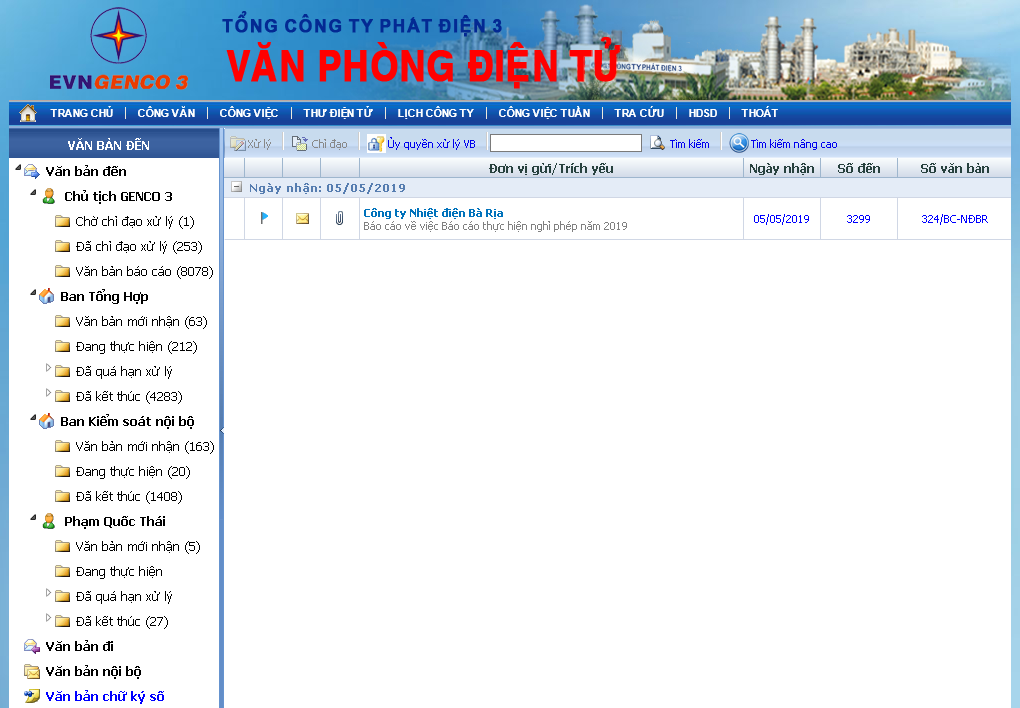 TỔNG CÔNG TY PHÁT ĐIỆN 3
VĂN PHÒNG ĐIỆN TỬ
EVNGENCO 3
TRANG CHỦ | CÔNG VĂN | CÔNG VIỆC | THƯ ĐIỆN TỬ | LỊCH CÔNG TY | CÔNG VIỆC TUẦN | TRA CỨU | HDSD | THOÁT
VĂN BẢN ĐẾN
Văn bản đến
Chủ tịch GENCO 3
Chờ chỉ đạo xử lý (1)
Đã chỉ đạo xử lý (253)
Văn bản báo cáo (8078)
Ban Tổng Hợp
Văn bản mới nhận (63)
Đang thực hiện (212)
Đã quá hạn xử lý
Đã kết thúc (4283)
Ban Kiểm soát nội bộ
Văn bản mới nhận (163)
Đang thực hiện (20)
Đã kết thúc (1408)
Phạm Quốc Thái
Văn bản mới nhận (5)
Đang thực hiện
Đã quá hạn xử lý
Đã kết thúc (27)
Văn bản đi
Văn bản nội bộ
Văn bản chữ ký số
Xử lý Chỉ đạo Ủy quyền xử lý VB Tìm kiếm Tìm kiếm nâng cao
Đơn vị gửi/Trích yếu Ngày nhận Số đến Số văn bản
Ngày nhận: 05/05/2019
Công ty Nhiệt điện Bà Rịa
Báo cáo về việc Báo cáo thực hiện nghỉ phép năm 2019
05/05/2019 3299 324/BC-NĐBR